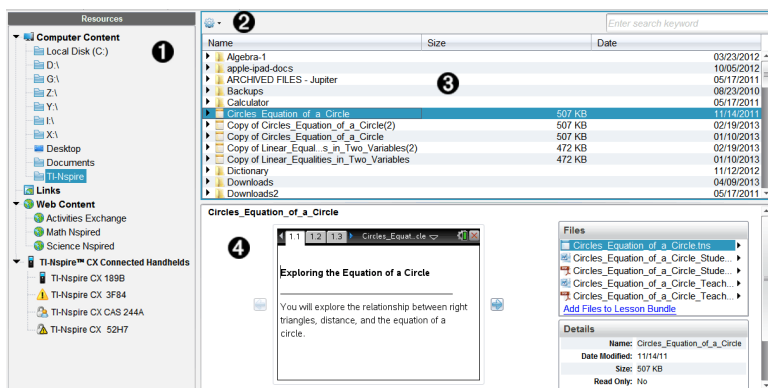 Resources
1
Computer Content
Local Disk (C:)
D:\
G:\
Z:\
Y:\
I:\
X:\
Desktop
Documents
TI-Nspire
Links
Web Content
Activities Exchange
Math Nspired
Science Nspired
TI-Nspire™ CX Connected Handhelds
TI-Nspire CX 189B
TI-Nspire CX 3F84
TI-Nspire CX CAS 244A
TI-Nspire CX 52H7
2
Enter search keyword
Name Size Date
3
Algebra-1 03/23/2012
apple-ipad-docs 10/05/2012
ARCHIVED FILES - Jupiter 05/17/2011
Backups 08/23/2010
Calculator 05/17/2011
Circles_Equation_of_a_Circle 507 KB 11/14/2011
Copy of Circles_Equation_of_a_Circle(2) 507 KB 02/19/2013
Copy of Circles_Equation_of_a_Circle 507 KB 01/10/2013
Copy of Linear_Equal...s_in_Two_Variables(2) 472 KB 02/19/2013
Copy of Linear_Equalities_in_Two_Variables 472 KB 01/10/2013
Dictionary 11/12/2012
Downloads 04/09/2013
Downloads2 05/17/2011
Circles_Equation_of_a_Circle
4
1.1 1.2 1.3 Circles_Equat...cle
Exploring the Equation of a Circle
You will explore the relationship between right
triangles, distance, and the equation of a
circle.
Files
Circles_Equation_of_a_Circle.tns
Circles_Equation_of_a_Circle_Stude...
Circles_Equation_of_a_Circle_Stude...
Circles_Equation_of_a_Circle_Teach...
Circles_Equation_of_a_Circle_Teach...
Add Files to Lesson Bundle
Details
Name: Circles_Equation_of_a_Circle
Date Modified: 11/14/11
Size: 507 KB
Read Only: No